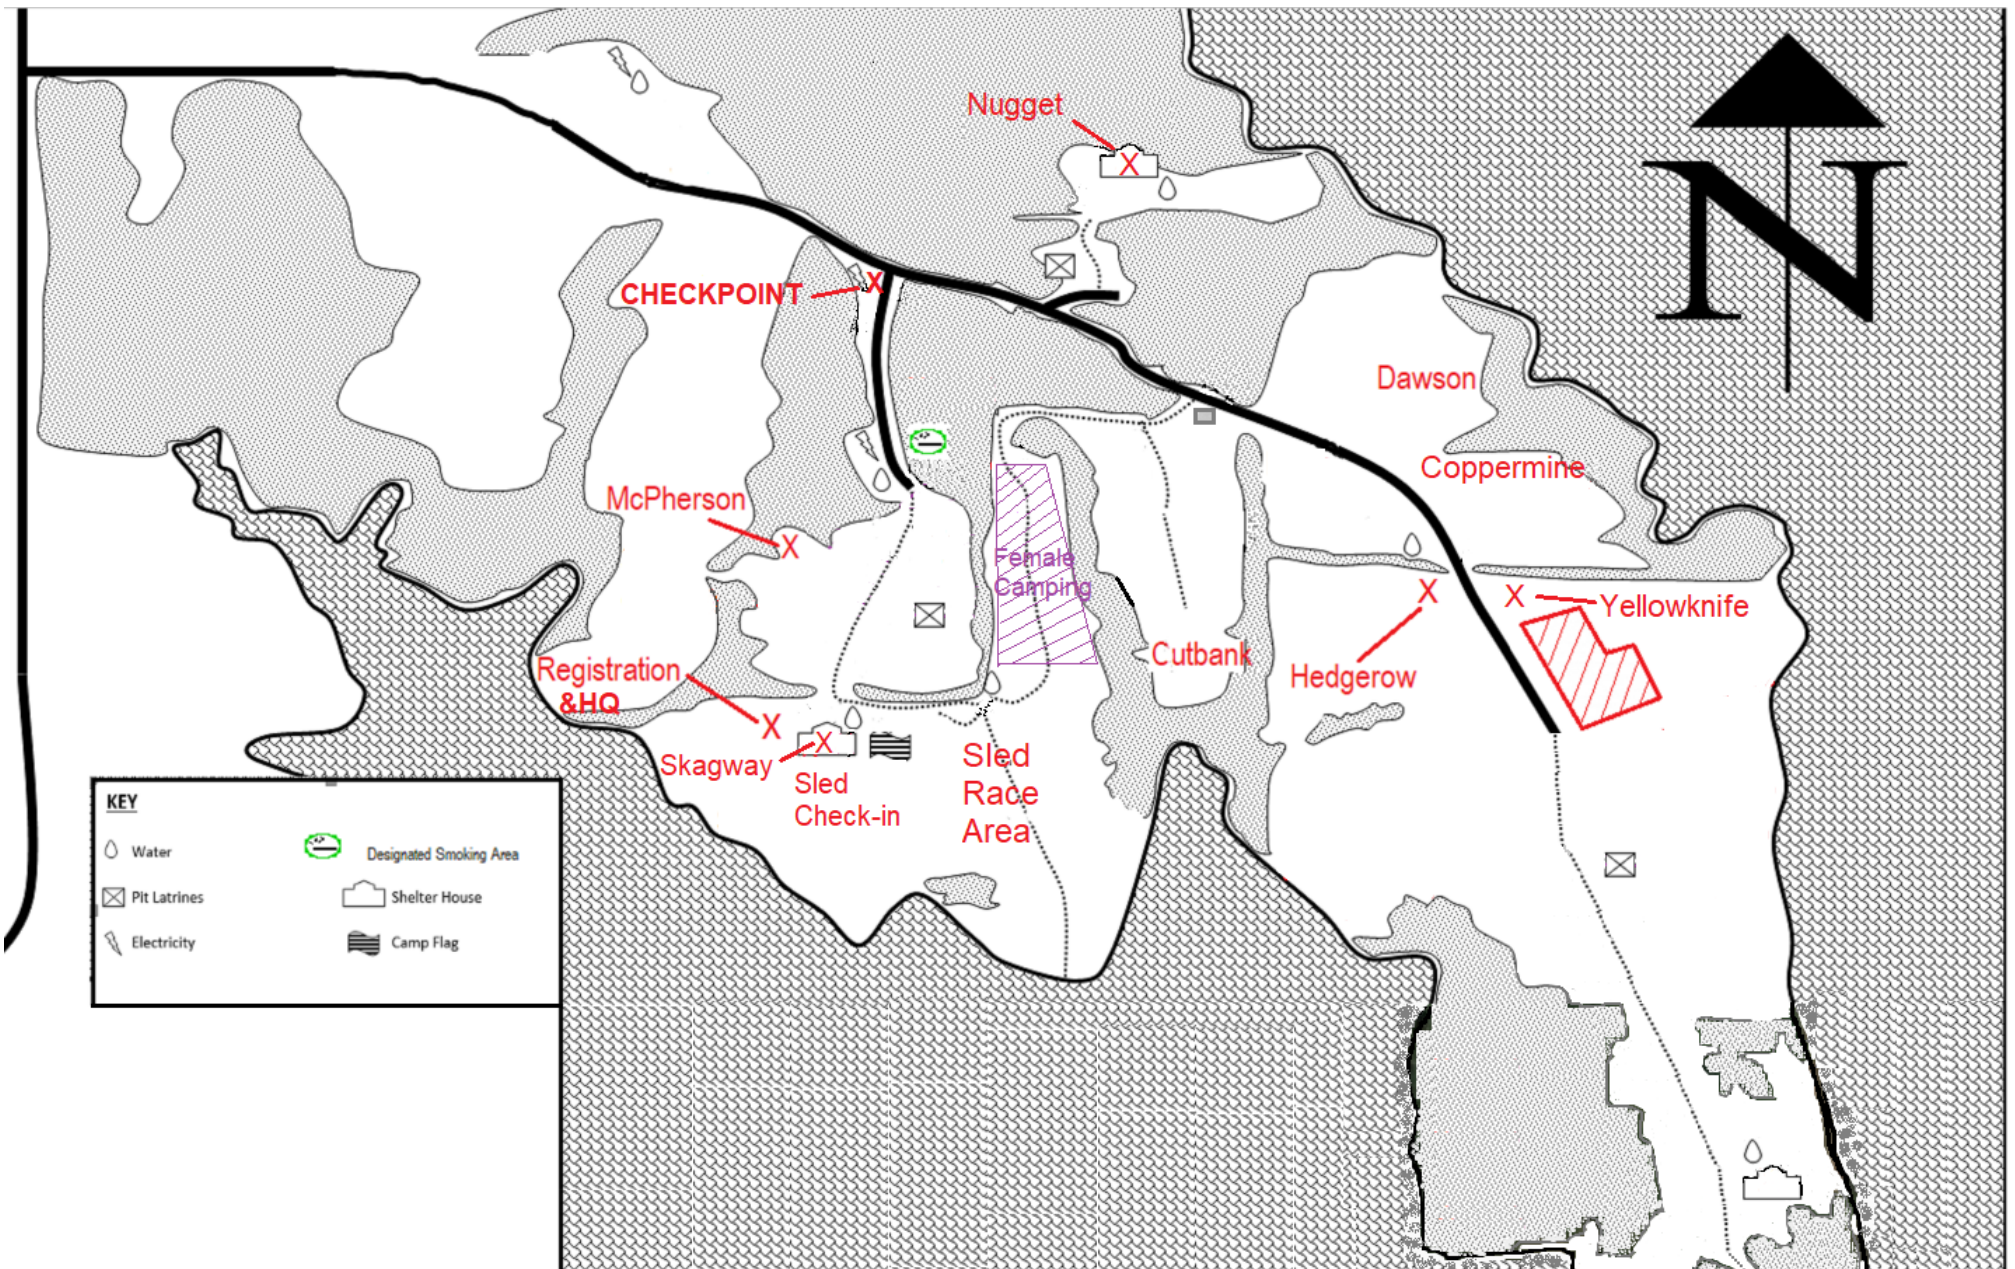 Nugget
N
CHECKPOINT
X
X
Dawson
Coppermine
McPherson
X
Female
Camping
X
X
Yellowknife
Cutbank
Hedgerow
Registration
&HQ
X
X
Skagway
Sled
Check-in
Sled
Race
Area
KEY
Water
Designated Smoking Area
Pit Latrines
Shelter House
Electricity
Camp Flag